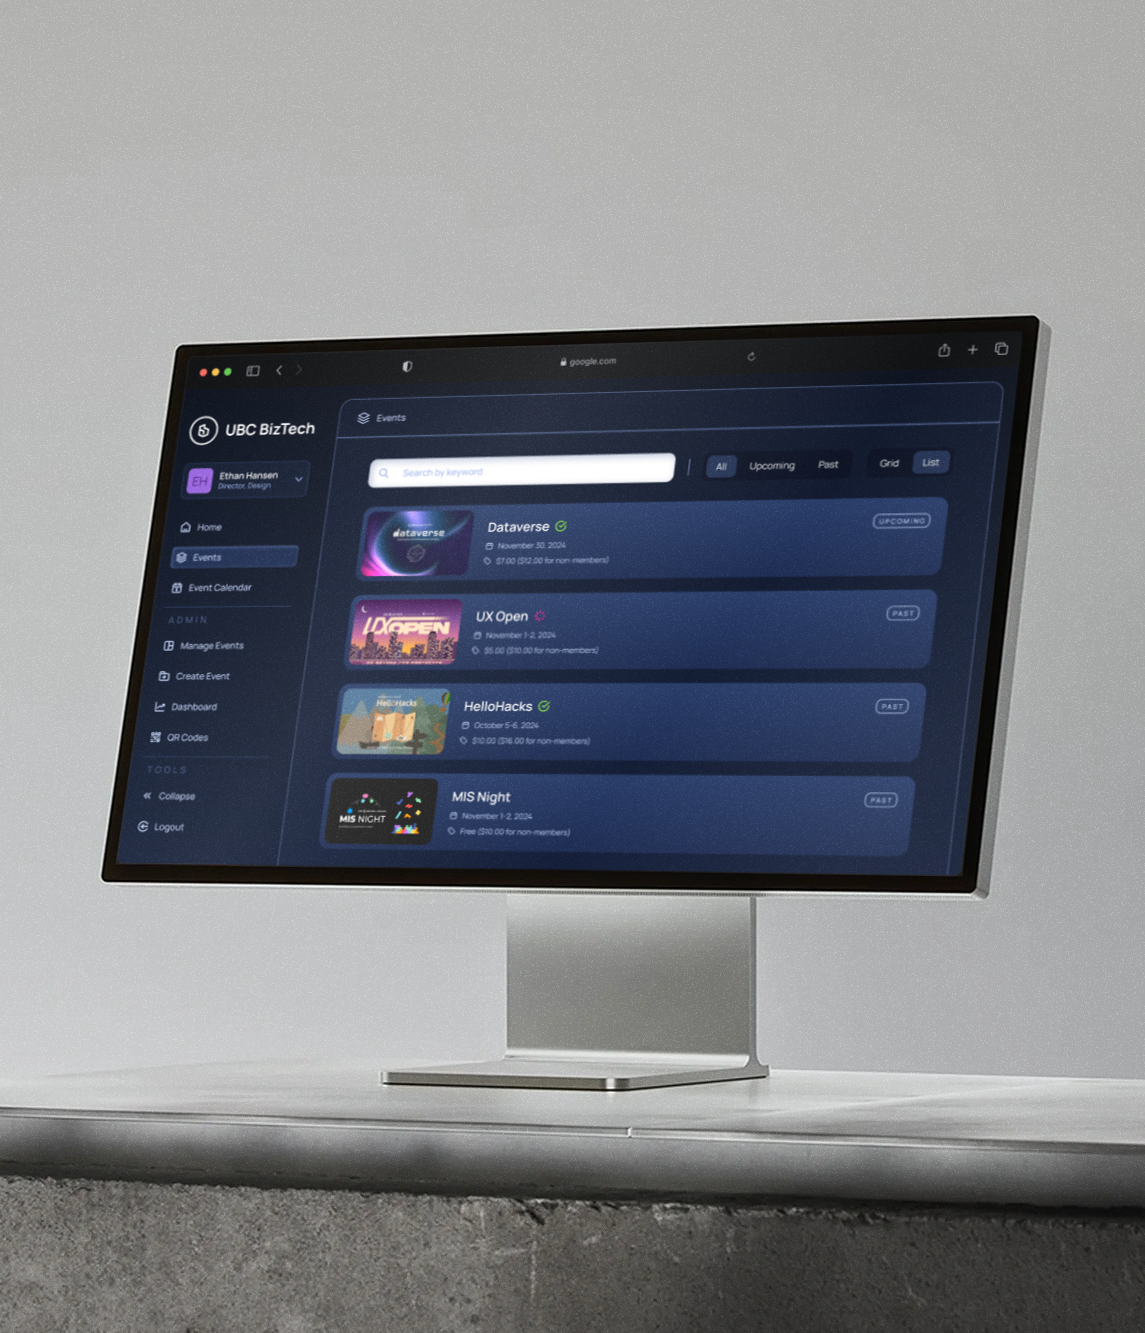 google.com
UBC BizTech
EH
Ethan Hansen
Director, Design
Home
Events
Event Calendar
ADMIN
Manage Events
Create Event
Dashboard
QR Codes
TOOLS
Collapse
Logout
Events
Search by keyword
All
Upcoming
Past
Grid
List
dataverse
Dataverse
November 30, 2024
$7.00 ($12.00 for non-members)
UPCOMING
UXOPEN
UX Open
November 1-2, 2024
$5.00 ($10.00 for non-members)
PAST
HelloHacks
HelloHacks
October 5-6, 2024
$10.00 ($16.00 for non-members)
PAST
MIS NIGHT
MIS Night
November 1-2, 2024
Free ($10.00 for non-members)
PAST